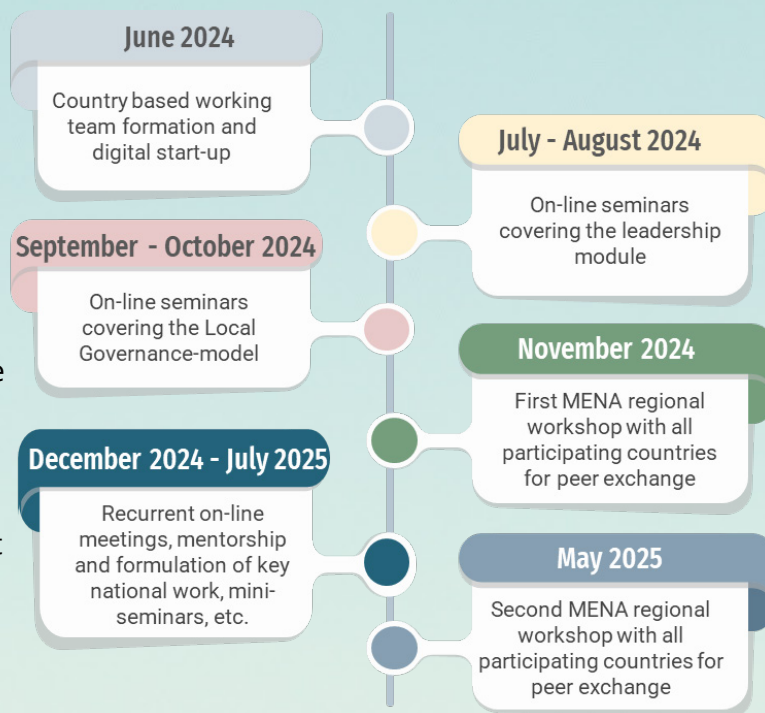 June 2024
Country based working
team formation and
digital start-up
July - August 2024
On-line seminars
covering the leadership
module
September - October 2024
On-line seminars
covering the Local
Governance-model
November 2024
First MENA regional
workshop with all
participating countries
for peer exchange
December 2024 - July 2025
Recurrent on-line
meetings, mentorship
and formulation of key
national work, mini-
seminars, etc.
May 2025
Second MENA regional
workshop with all
participating countries for
peer exchange